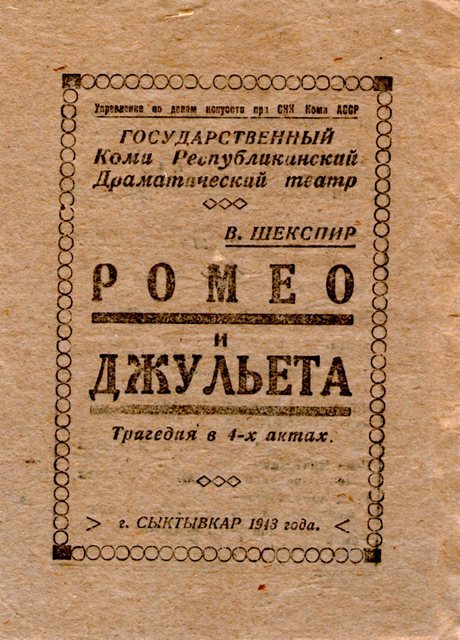 Управление по делам искусств при СНК Коми АССР
ГОСУДАРСТВЕННЫЙ
Коми Республиканский
Драматический театр
В. ШЕКСПИР
РОМЕО
и
ДЖУЛЬЕТА
Трагедия в 4-х актах.
г. СЫКТЫВКАР 1943 года.